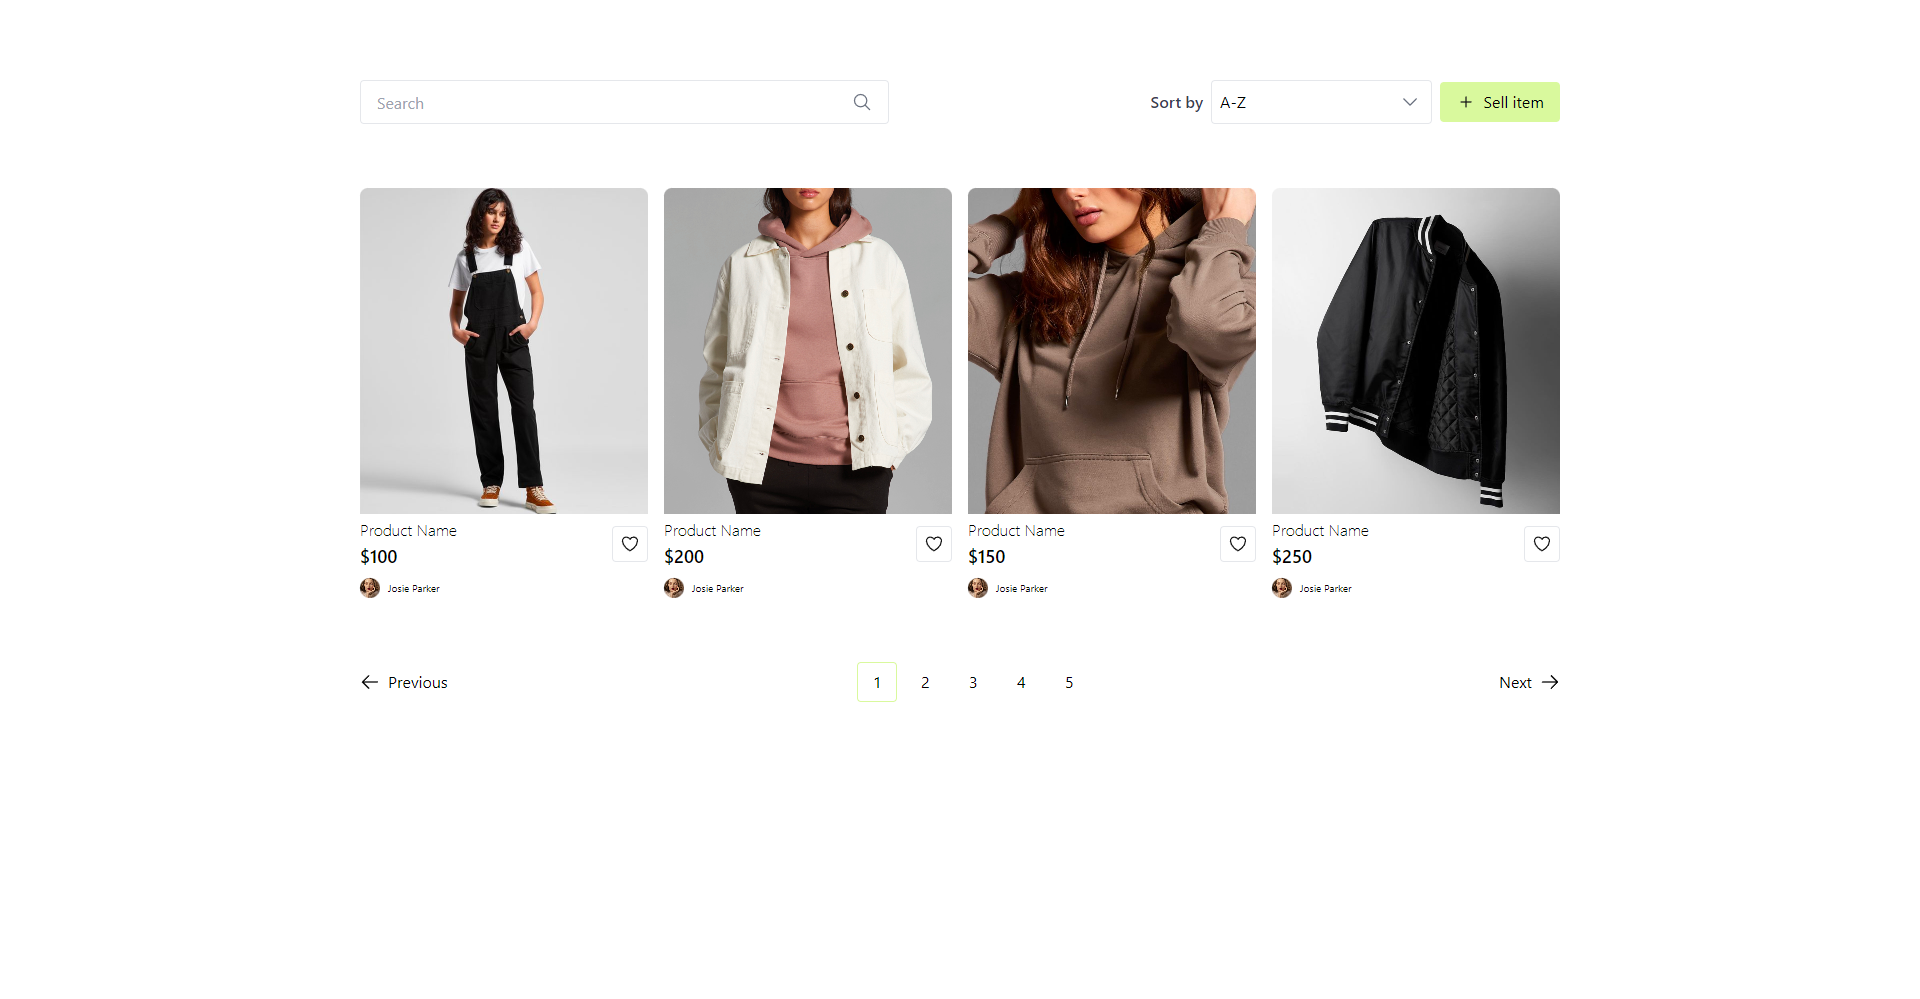 Search
Sort by
A-Z
Sell item
Product Name
$100
Josie Parker
Product Name
$200
Josie Parker
Product Name
$150
Josie Parker
Product Name
$250
Josie Parker
Previous
1 2 3 4 5
Next